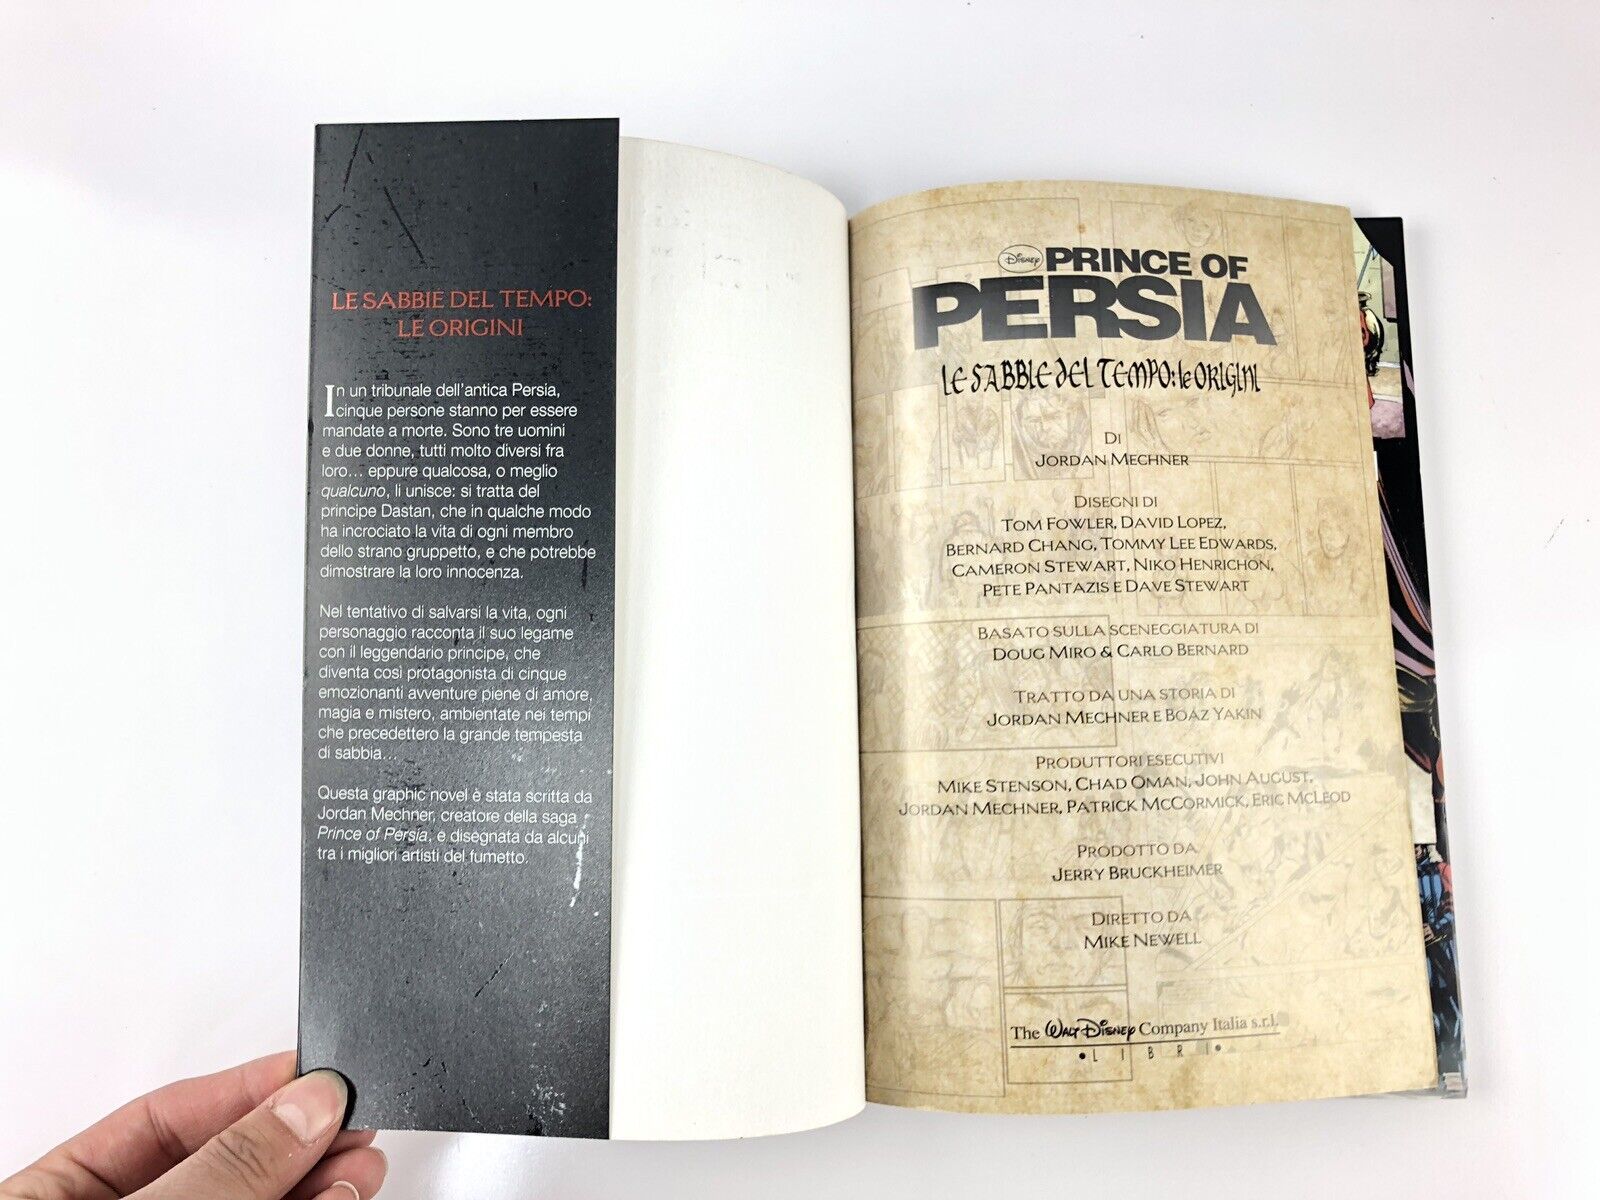 LE SABBIE DEL TEMPO:
LE ORIGINI
In un tribunale dell'antica Persia,
cinque persone stanno per essere
mandate a morte. Sono tre uomini
e due donne, tutti molto diversi fra
loro... eppure qualcosa, o meglio
qualcuno, li unisce: si tratta del
principe Dastan, che in qualche modo
ha incrociato la vita di ogni membro
dello strano gruppetto, e che potrebbe
dimostrare la loro innocenza.
Nel tentativo di salvarsi la vita, ogni
personaggio racconta il suo legame
con il leggendario principe, che
diventa così protagonista di cinque
emozionanti avventure piene di amore,
magia e mistero, ambientate nei tempi
che precedettero la grande tempesta
di sabbia...
Questa graphic novel è stata scritta da
Jordan Mechner, creatore della saga
Prince of Persia, e disegnata da alcuni
tra i migliori artisti del fumetto.
Disney PRINCE OF
PERSIA
LE SABBIE DEL TEMPO: le ORIGINI
DI
JORDAN MECHNER
DISEGNI DI
TOM FOWLER, DAVID LOPEZ,
BERNARD CHANG, TOMMY LEE EDWARDS,
CAMERON STEWART, NIKO HENRICHON,
PETE PANTAZIS E DAVE STEWART
BASATO SULLA SCENEGGIATURA DI
DOUG MIRO & CARLO BERNARD
TRATTO DA UNA STORIA DI
JORDAN MECHNER E BOAZ YAKIN
PRODUTTORI ESECUTIVI
MIKE STENSON, CHAD OMAN, JOHN AUGUST,
JORDAN MECHNER, PATRICK MCCORMICK, ERIC MCLEOD
PRODOTTO DA
JERRY BRUCKHEIMER
DIRETTO DA
MIKE NEWELL
The WALT DISNEY Company Italia s.r.l.
• LIBRI •